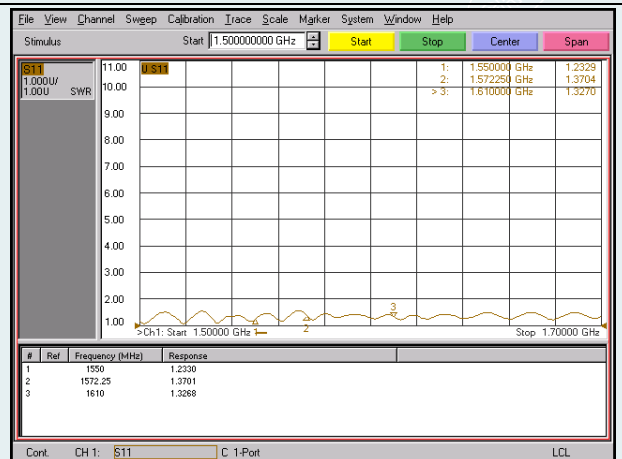 File View Channel Sweep Calibration Trace Scale Marker System Window Help
Stimulus Start 1.500000000 GHz Start Stop Center Span
S11
1.000U/
1.00U SWR
U S11
1: 1.550000 GHz 1.2329
2: 1.572250 GHz 1.3704
> 3: 1.610000 GHz 1.3270
11.00
10.00
9.00
8.00
7.00
6.00
5.00
4.00
3.00
2.00
1.00
1
2
3
>Ch1: Start 1.50000 GHz Stop 1.70000 GHz
# Ref Frequency (MHz) Response
1 1550 1.2330
2 1572.25 1.3701
3 1610 1.3268
Cont. CH 1: S11 C 1-Port LCL